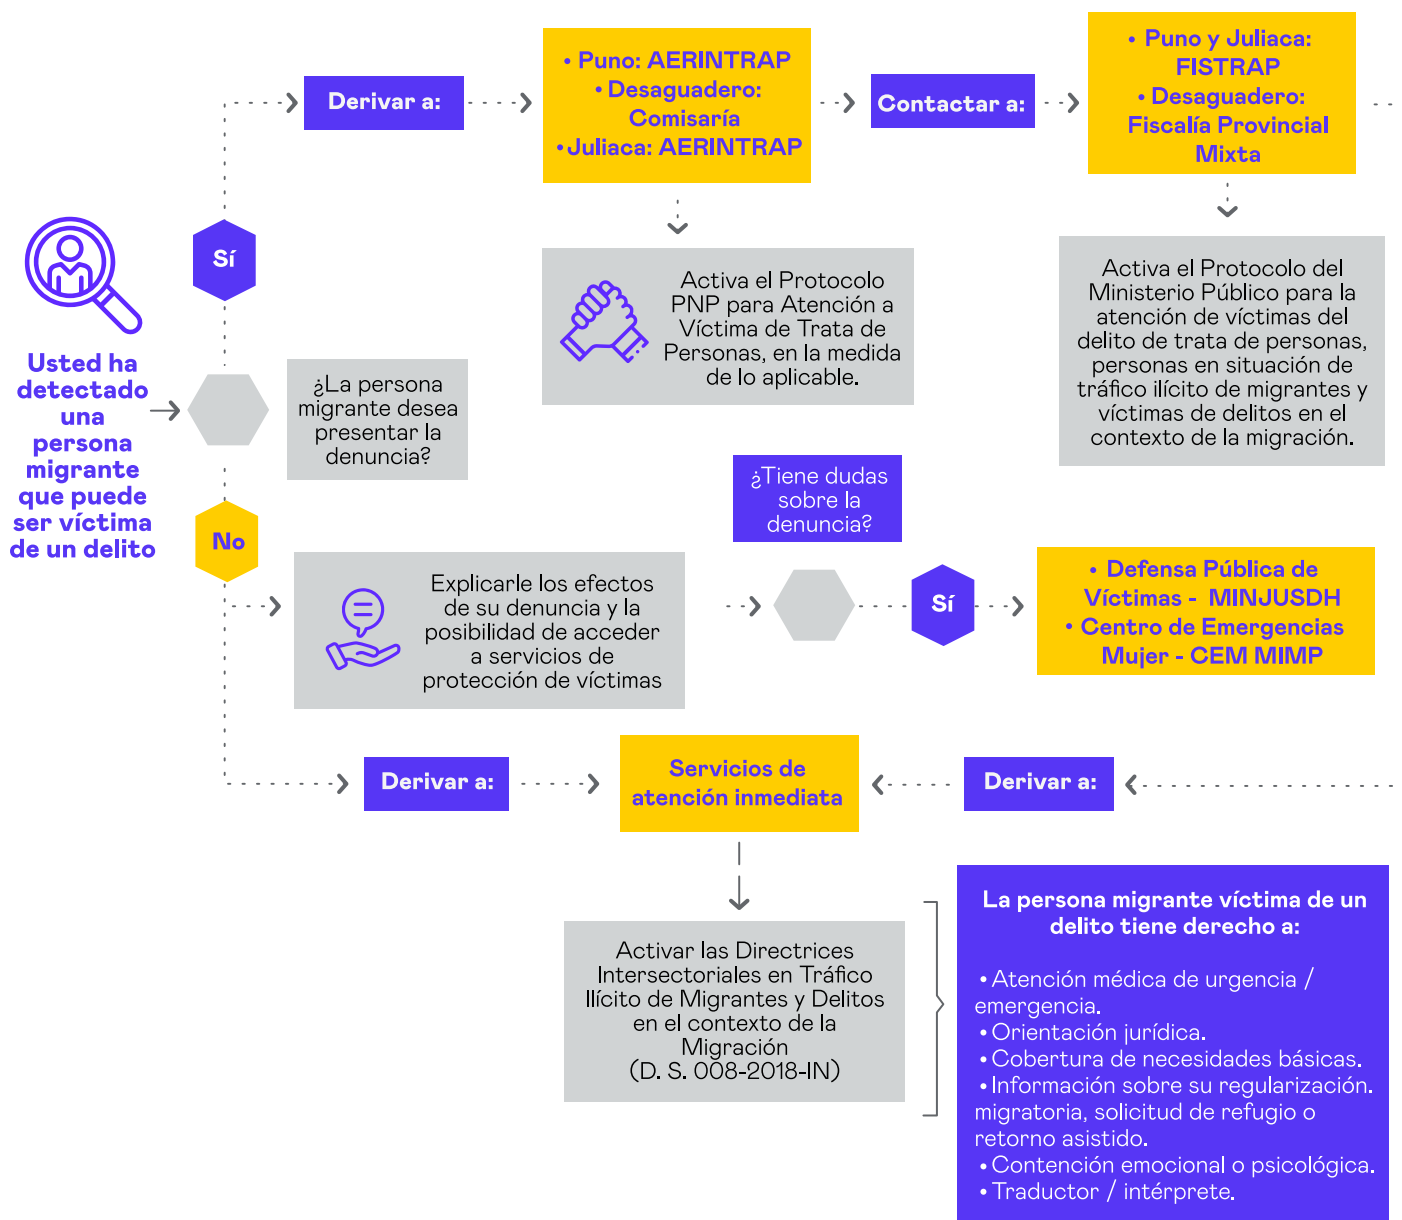 Usted ha
detectado
una
persona
migrante
que puede
ser víctima
de un delito
¿La persona
migrante desea
presentar la
denuncia?
Sí
Derivar a:
• Puno: AERINTRAP
• Desaguadero:
Comisaría
• Juliaca: AERINTRAP
Activa el Protocolo
PNP para Atención a
Víctima de Trata de
Personas, en la medida
de lo aplicable.
Contactar a:
• Puno y Juliaca:
FISTRAP
• Desaguadero:
Fiscalía Provincial
Mixta
Activa el Protocolo del
Ministerio Público para la
atención de víctimas del
delito de trata de personas,
personas en situación de
tráfico ilícito de migrantes y
víctimas de delitos en el
contexto de la migración.
No
Explicarle los efectos
de su denuncia y la
posibilidad de acceder
a servicios de
protección de víctimas
¿Tiene dudas
sobre la
denuncia?
Sí
• Defensa Pública de
Víctimas - MINJUSDH
• Centro de Emergencias
Mujer - CEM MIMP
Derivar a:
Servicios de
atención inmediata
Derivar a:
Activar las Directrices
Intersectoriales en Tráfico
Ilícito de Migrantes y Delitos
en el contexto de la
Migración
(D. S. 008-2018-IN)
La persona migrante víctima de un
delito tiene derecho a:
• Atención médica de urgencia /
emergencia.
• Orientación jurídica.
• Cobertura de necesidades básicas.
• Información sobre su regularización.
migratoria, solicitud de refugio o
retorno asistido.
• Contención emocional o psicológica.
• Traductor / intérprete.